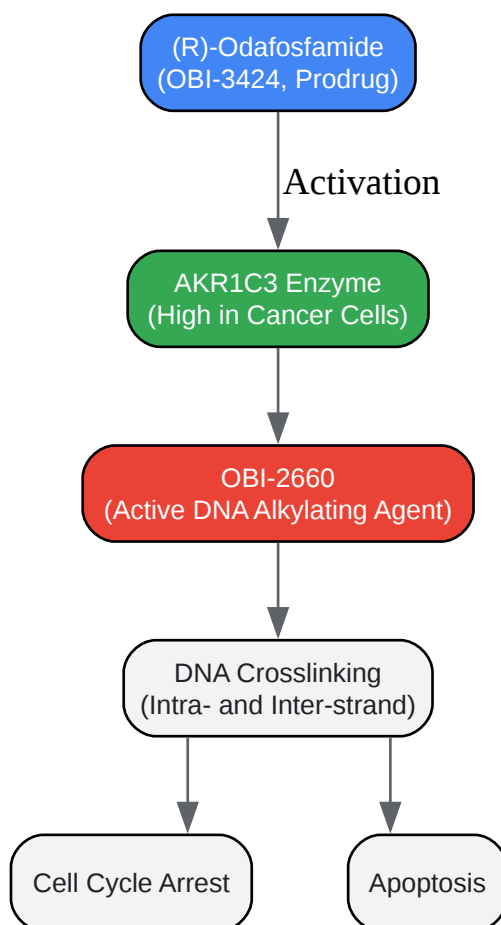 (R)-Odafosfamide
(OBI-3424, Prodrug)
Activation
AKR1C3 Enzyme
(High in Cancer Cells)
OBI-2660
(Active DNA Alkylating Agent)
DNA Crosslinking
(Intra- and Inter-strand)
Cell Cycle Arrest
Apoptosis